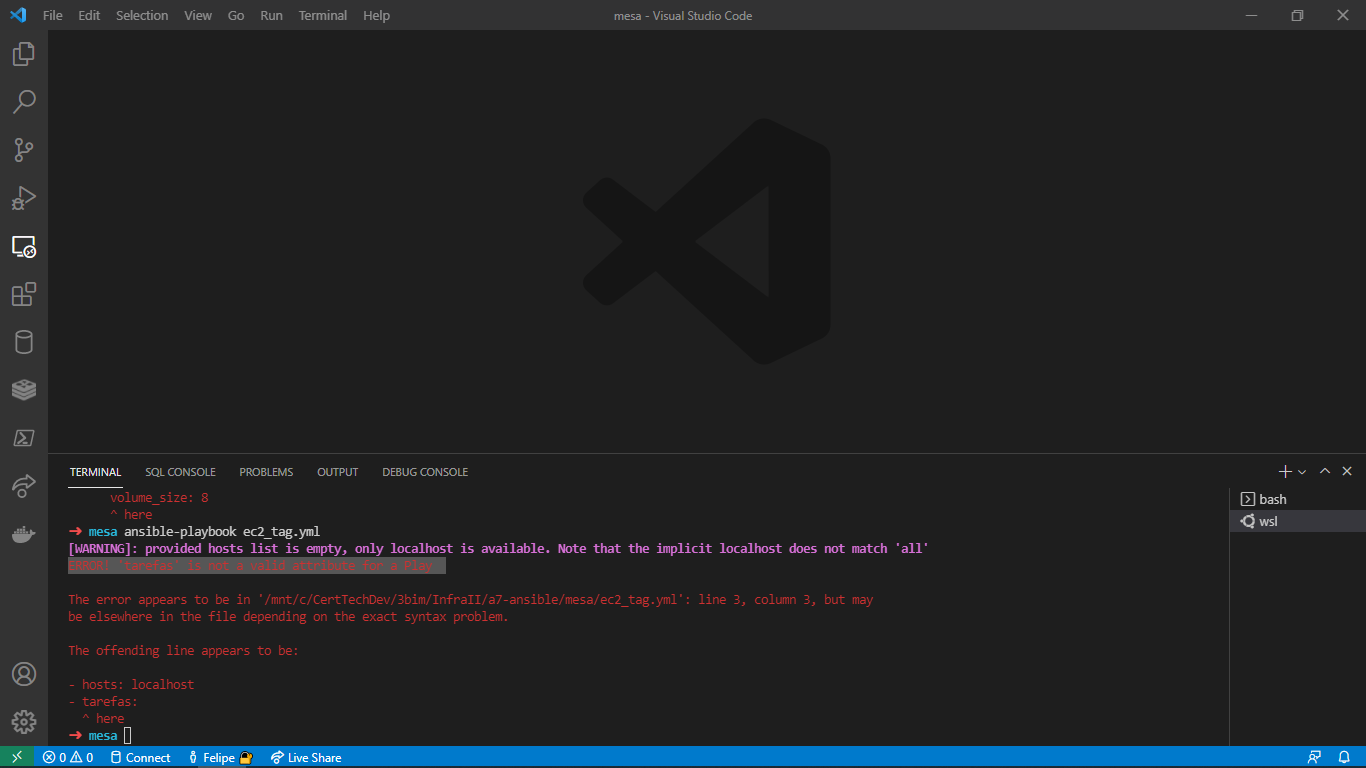 File Edit Selection View Go Run Terminal Help mesa - Visual Studio Code
TERMINAL SQL CONSOLE PROBLEMS OUTPUT DEBUG CONSOLE
volume_size: 8
^ here
➜ mesa ansible-playbook ec2_tag.yml
[WARNING]: provided hosts list is empty, only localhost is available. Note that the implicit localhost does not match 'all'
ERROR! 'tarefas' is not a valid attribute for a Play
The error appears to be in '/mnt/c/CertTechDev/3bim/InfraII/a7-ansible/mesa/ec2_tag.yml': line 3, column 3, but may
be elsewhere in the file depending on the exact syntax problem.
The offending line appears to be:
- hosts: localhost
- tarefas:
^ here
➜ mesa
bash
wsl
0 0 Connect Felipe Live Share